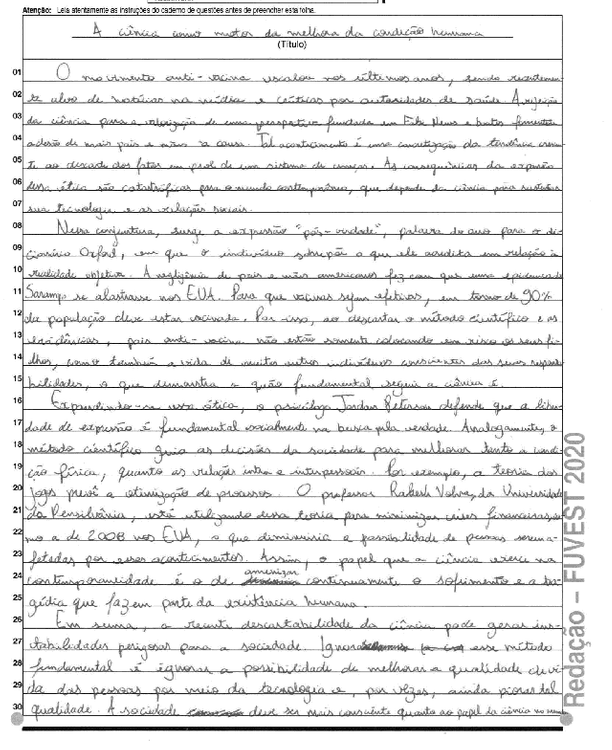 Atenção: Leia atentamente as instruções do caderno de questões antes de preencher esta folha.
A ciência como motor da melhora da condição humana
(Título)
01 O movimento anti-vacina escalou nos últimos anos, sendo recentemen-
02 te alvo de notícias na mídia e críticas por autoridades de saúde. A rejeição
03 da ciência para a valorização de uma perspectiva fundada em Fake News e boatos fomenta a
04 adesão de mais pais e mães à causa. Tal acontecimento é uma concretização da tendência cren-
05 te ao descarte dos fatos em prol de um sistema de crenças. As consequências da expansão
06 dessa ética são catastróficas para o mundo contemporâneo, que depende da ciência para sustentar
07 sua tecnologia e as relações sociais.
08 Nessa conjuntura, surge a expressão "pós-verdade", palavra do ano para o di-
09 cionário Oxford, em que o indivíduo sobrepõe o que ele acredita em relação à
10 realidade objetiva. A negligência de pais e mães americanos fez com que uma epidemia de
11 Sarampo se alastrasse nos EUA. Para que vacinas sejam efetivas, em torno de 90%
12 da população deve estar vacinada. Por isso, ao descartar o método científico e as
13 evidências, pais anti-vacina não estão somente colocando em risco os seus fi-
14 lhos, como também a vida de muitos outros indivíduos conscientes das suas responsa-
15 bilidades, o que demonstra o quão fundamental seguir a ciência é.
16 Expandindo-se essa ética, o psicólogo Jordan Peterson defende que a liber-
17 dade de expressão é fundamental socialmente na busca pela verdade. Analogamente, o
18 método científico guia as decisões da sociedade para melhorar tanto a condi-
19 ção física, quanto as relações intra e interpessoais. Por exemplo, a teoria dos
20 jogos prevê a otimização de processos. O professor Rakesh Vohra, da Universidade
21 da Pensilvânia, está utilizando dessa teoria para minimizar crises financeiras, co-
22 mo a de 2008 nos EUA, o que diminuiria a possibilidade de pessoas serem a-
23 fetadas por esses acontecimentos. Assim, o papel que a ciência exerce na
24 contemporaneidade é o de amenizar continuamente o sofrimento e a tra-
25 gédia que fazem parte da existência humana.
26 Em suma, a recente descartabilidade da ciência pode gerar ins-
27 tabilidades perigosas para a sociedade. Ignorar esse método
28 fundamental é ignorar a possibilidade de melhorar a qualidade de vi-
29 da das pessoas por meio da tecnologia e, por vezes, ainda piorar tal
30 qualidade. A sociedade deve ser mais consciente quanto ao papel da ciência no
Redação – FUVEST 2020